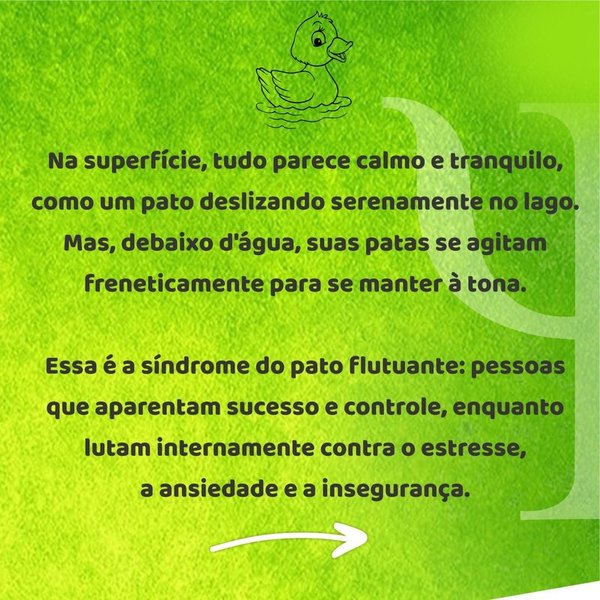 Na superfície, tudo parece calmo e tranquilo,
como um pato deslizando serenamente no lago.
Mas, debaixo d'água, suas patas se agitam
freneticamente para se manter à tona.
Essa é a síndrome do pato flutuante: pessoas
que aparentam sucesso e controle, enquanto
lutam internamente contra o estresse,
a ansiedade e a insegurança.